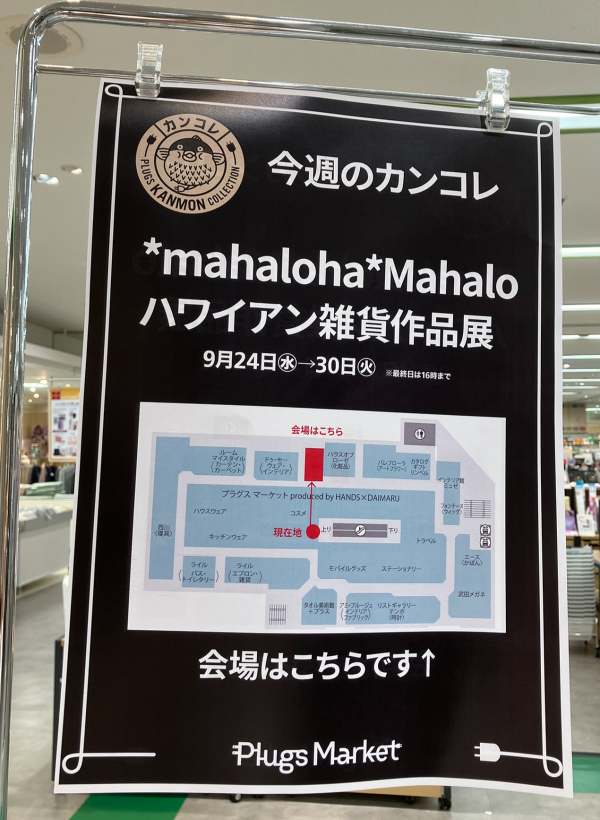 カンコレ
PLUGS KANMON COLLECTION
今週のカンコレ
*mahaloha*Mahalo
ハワイアン雑貨作品展
9月24日㊌→30日㊋ ※最終日は16時まで
会場はこちら
ルーム
マイスタイル
(カーテン・
カーペット)
ドゥ・セー
(ウェア・
インテリア)
ハウスオブ
ローゼ
(化粧品)
パレフローラ
(アートフラワー)
カタログ
ギフト
リンベル
インテリア館
ミュゼ
フォンテーヌ
(ウィッグ)
プラグス マーケット produced by HANDS×DAIMARU
ハウスウェア
コスメ
西川
(寝具)
キッチンウェア
現在地
上り
下り
トラベル
エース
(かばん)
ライル
(バス・
トイレタリー)
ライル
(エプロン・
雑貨)
モバイルグッズ
ステーショナリー
武田メガネ
タオル美術館
+プラス
アミ・ブルージュ
(インテリア
ファブリック)
リストギャラリー
テンポ
(時計)
会場はこちらです↑
Plugs Market